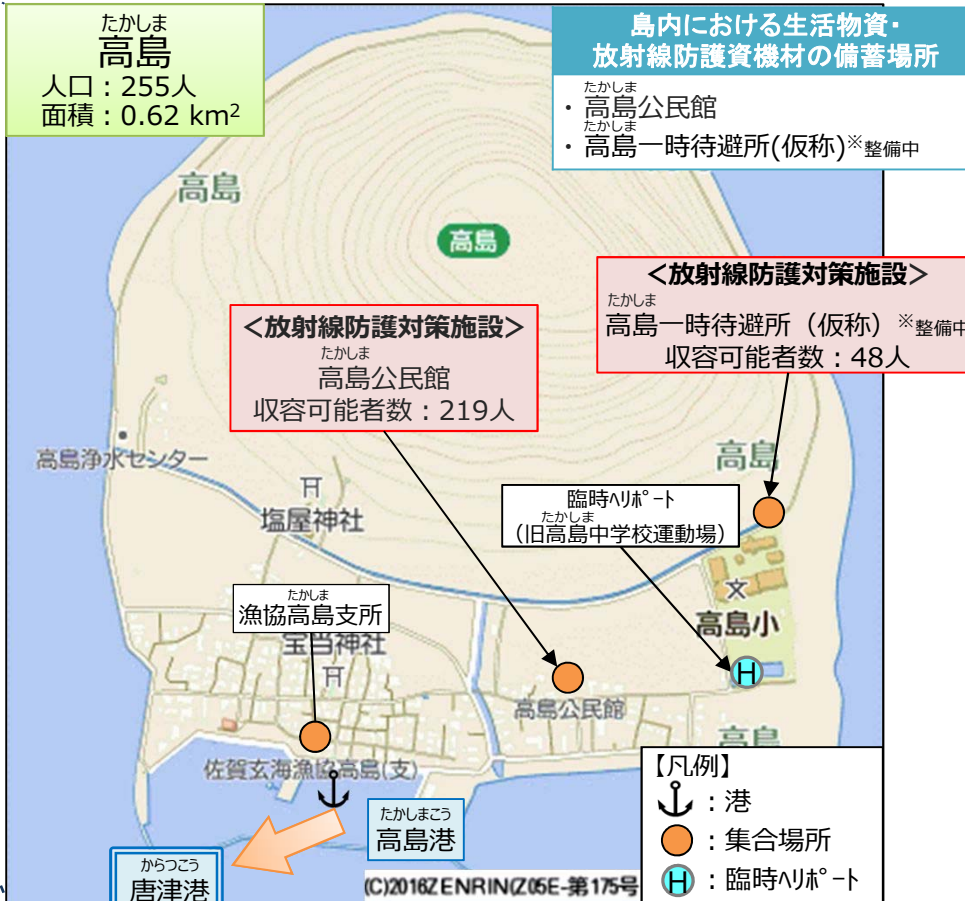 たかしま
高島
人口：255人
面積：0.62 km²
島内における生活物資・
放射線防護資機材の備蓄場所
たかしま
・高島公民館
たかしま
・高島一時待避所(仮称)※整備中
高島
高島
＜放射線防護対策施設＞
たかしま
高島一時待避所（仮称）※整備中
収容可能者数：48人
＜放射線防護対策施設＞
たかしま
高島公民館
収容可能者数：219人
高島浄水センター
高島
塩屋神社
臨時ﾍﾘﾎﾟｰﾄ
たかしま
（旧高島中学校運動場）
文
高島小
たかしま
漁協高島支所
宝当神社
H
高島公民館
高島
佐賀玄海漁協高島(支)
【凡例】
：港
：集合場所
H：臨時ﾍﾘﾎﾟｰﾄ
たかしまこう
高島港
からつこう
唐津港
(C)2016ZENRIN(Z05E-第175号